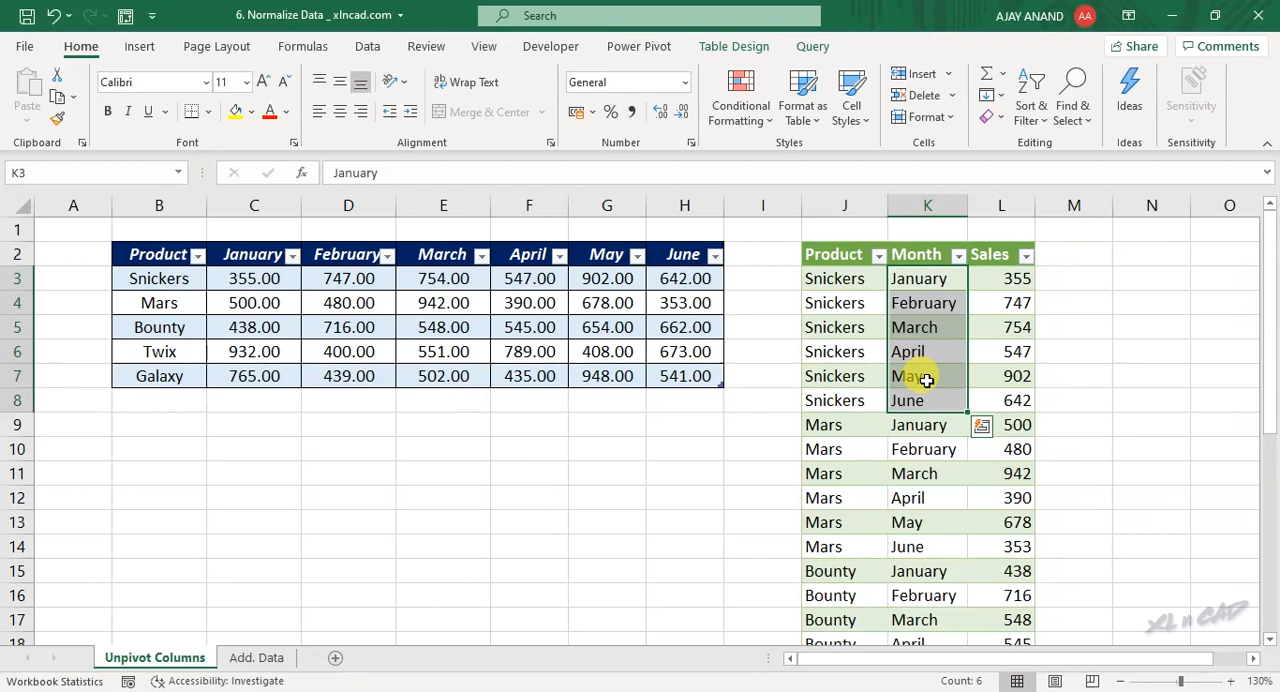 6. Normalize Data _ xlncad.com
Search
AJAY ANAND AA
File Home Insert Page Layout Formulas Data Review View Developer Power Pivot Table Design Query Share Comments
Paste
Calibri 11
Wrap Text
Merge & Center
General
Conditional Formatting
Format as Table
Cell Styles
Insert
Delete
Format
Sort & Filter
Find & Select
Ideas
Sensitivity
Clipboard Font Alignment Number Styles Cells Editing Ideas Sensitivity
K3 January
A B C D E F G H I J K L M N O
1
2 Product January February March April May June Product Month Sales
3 Snickers 355.00 747.00 754.00 547.00 902.00 642.00 Snickers January 355
4 Mars 500.00 480.00 942.00 390.00 678.00 353.00 Snickers February 747
5 Bounty 438.00 716.00 548.00 545.00 654.00 662.00 Snickers March 754
6 Twix 932.00 400.00 551.00 789.00 408.00 673.00 Snickers April 547
7 Galaxy 765.00 439.00 502.00 435.00 948.00 541.00 Snickers May 902
8 Snickers June 642
9 Mars January 500
10 Mars February 480
11 Mars March 942
12 Mars April 390
13 Mars May 678
14 Mars June 353
15 Bounty January 438
16 Bounty February 716
17 Bounty March 548
18 Bounty April 545
XL n CAD
Unpivot Columns Add. Data
Workbook Statistics Accessibility: Investigate Count: 6 130%